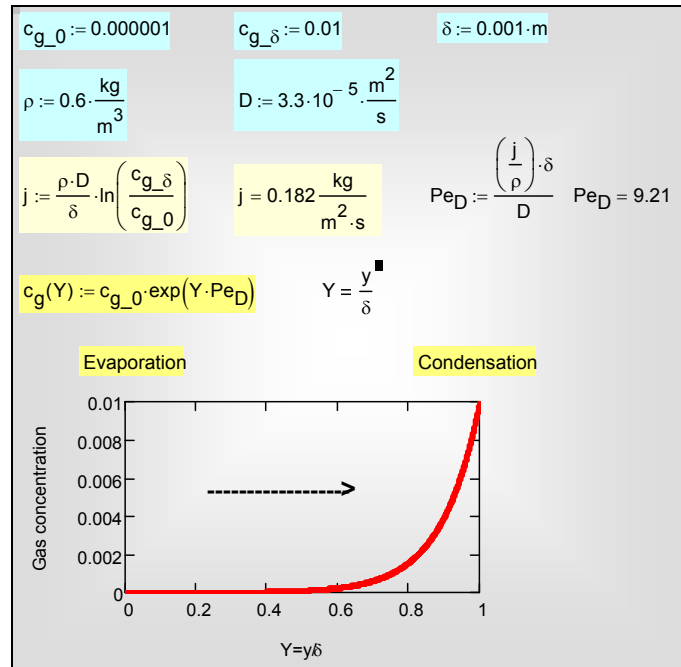 c_g_0 := 0.000001 c_g_δ := 0.01 δ := 0.001·m
ρ := 0.6·kg/m^3 D := 3.3·10^-5·m^2/s
j := ρ·D/δ·ln(c_g_δ/c_g_0) j = 0.182 kg/m^2·s Pe_D := (j/ρ)·δ/D Pe_D = 9.21
c_g(Y) := c_g_0·exp(Y·Pe_D) Y = y/δ
Evaporation Condensation
Gas concentration
0.01
0.008
0.006
0.004
0.002
0
0 0.2 0.4 0.6 0.8 1
Y=y/δ